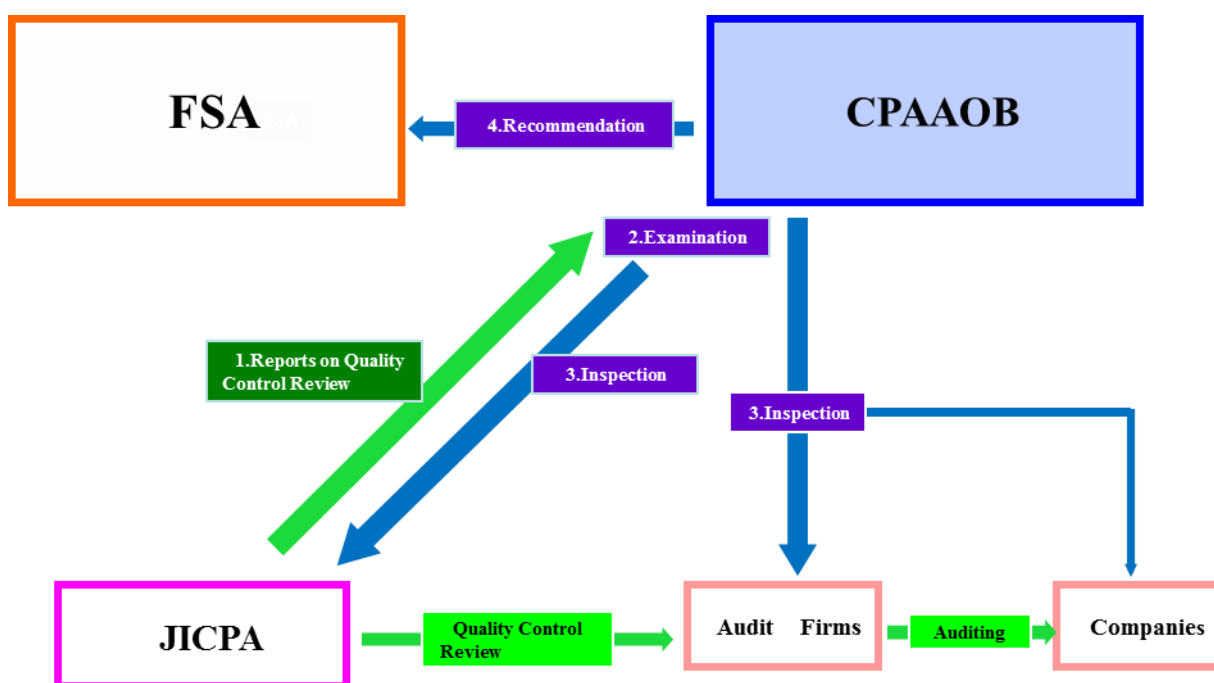 FSA
CPAAOB
4.Recommendation
2.Examination
1.Reports on Quality
Control Review
3.Inspection
3.Inspection
JICPA
Quality Control
Review
Audit Firms
Auditing
Companies